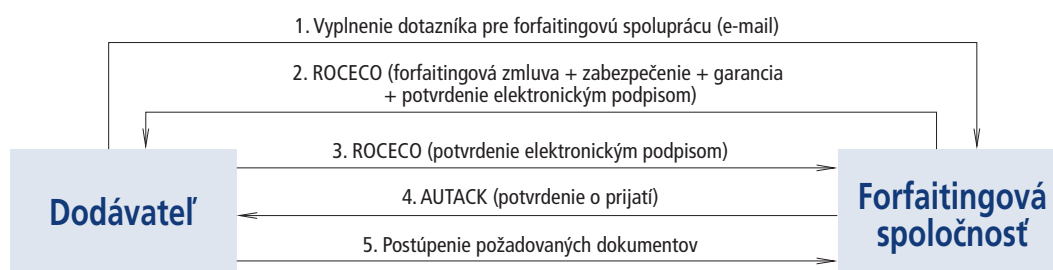 1. Vyplnenie dotazníka pre forfaitingovú spoluprácu (e-mail)
2. ROCECO (forfaitingová zmluva + zabezpečenie + garancia
+ potvrdenie elektronickým podpisom)
3. ROCECO (potvrdenie elektronickým podpisom)
4. AUTACK (potvrdenie o prijatí)
5. Postúpenie požadovaných dokumentov
Dodávateľ
Forfaitingová
spoločnosť